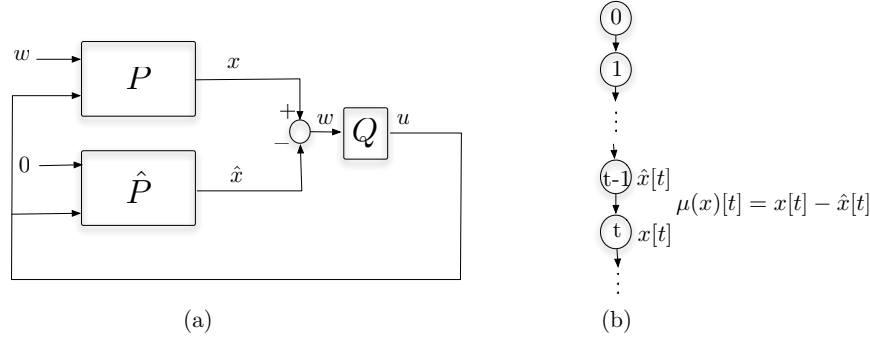 w
P
x
+
−
w
Q
u
0
P̂
x̂
(a)
0
1
⋮
t-1 x̂[t]
μ(x)[t] = x[t] − x̂[t]
t x[t]
⋮
(b)